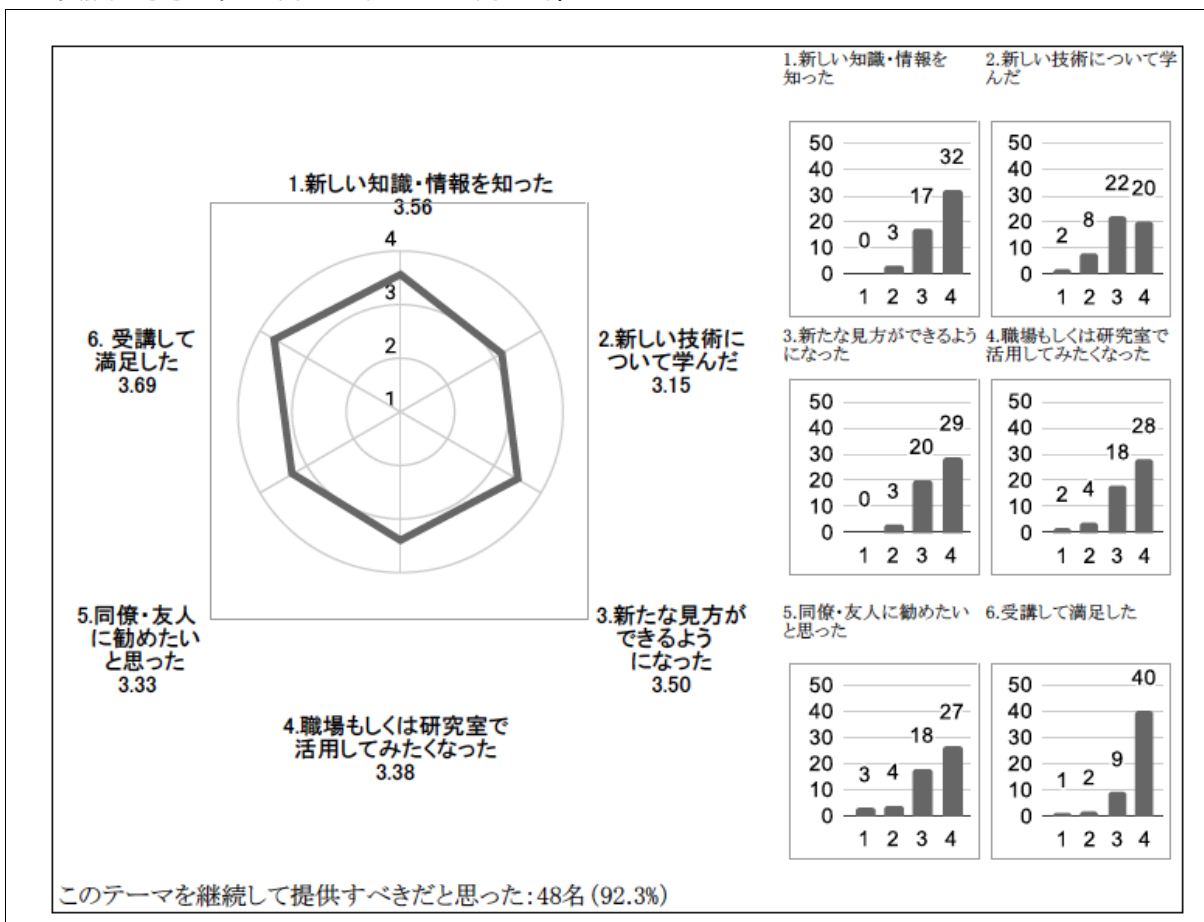 1.新しい知識・情報を知った
3.56
4
3
2
1
2.新しい技術に
ついて学んだ
3.15
3.新たな見方が
できるよう
になった
3.50
4.職場もしくは研究室で
活用してみたくなった
3.38
5.同僚・友人
に勧めたい
と思った
3.33
6. 受講して
満足した
3.69
1.新しい知識・情報を
知った
50
40
30
20
10
0
0 3 17 32
1 2 3 4
2.新しい技術について学
んだ
50
40
30
20
10
0
2 8 22 20
1 2 3 4
3.新たな見方ができるよう
になった
50
40
30
20
10
0
0 3 20 29
1 2 3 4
4.職場もしくは研究室で
活用してみたくなった
50
40
30
20
10
0
2 4 18 28
1 2 3 4
5.同僚・友人に勧めたい
と思った
50
40
30
20
10
0
3 4 18 27
1 2 3 4
6.受講して満足した
50
40
30
20
10
0
1 2 9 40
1 2 3 4
このテーマを継続して提供すべきだと思った:48名(92.3%)